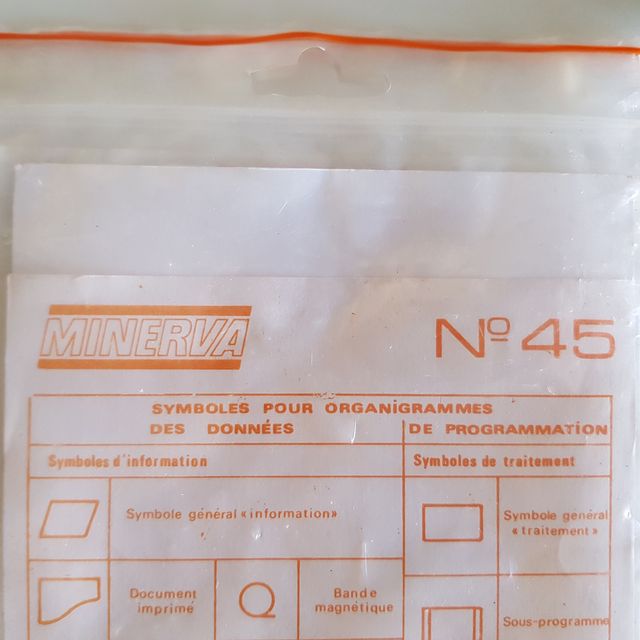 MINERVA
Nº 45
SYMBOLES POUR ORGANiGRAMMES
DES DONNÉES
DE PROGRAMMATION
Symboles d'information
Symboles de traitement
Symbole général «information»
Symbole général
«traitement»
Document
imprimé
Bande
magnétique
Sous-programme